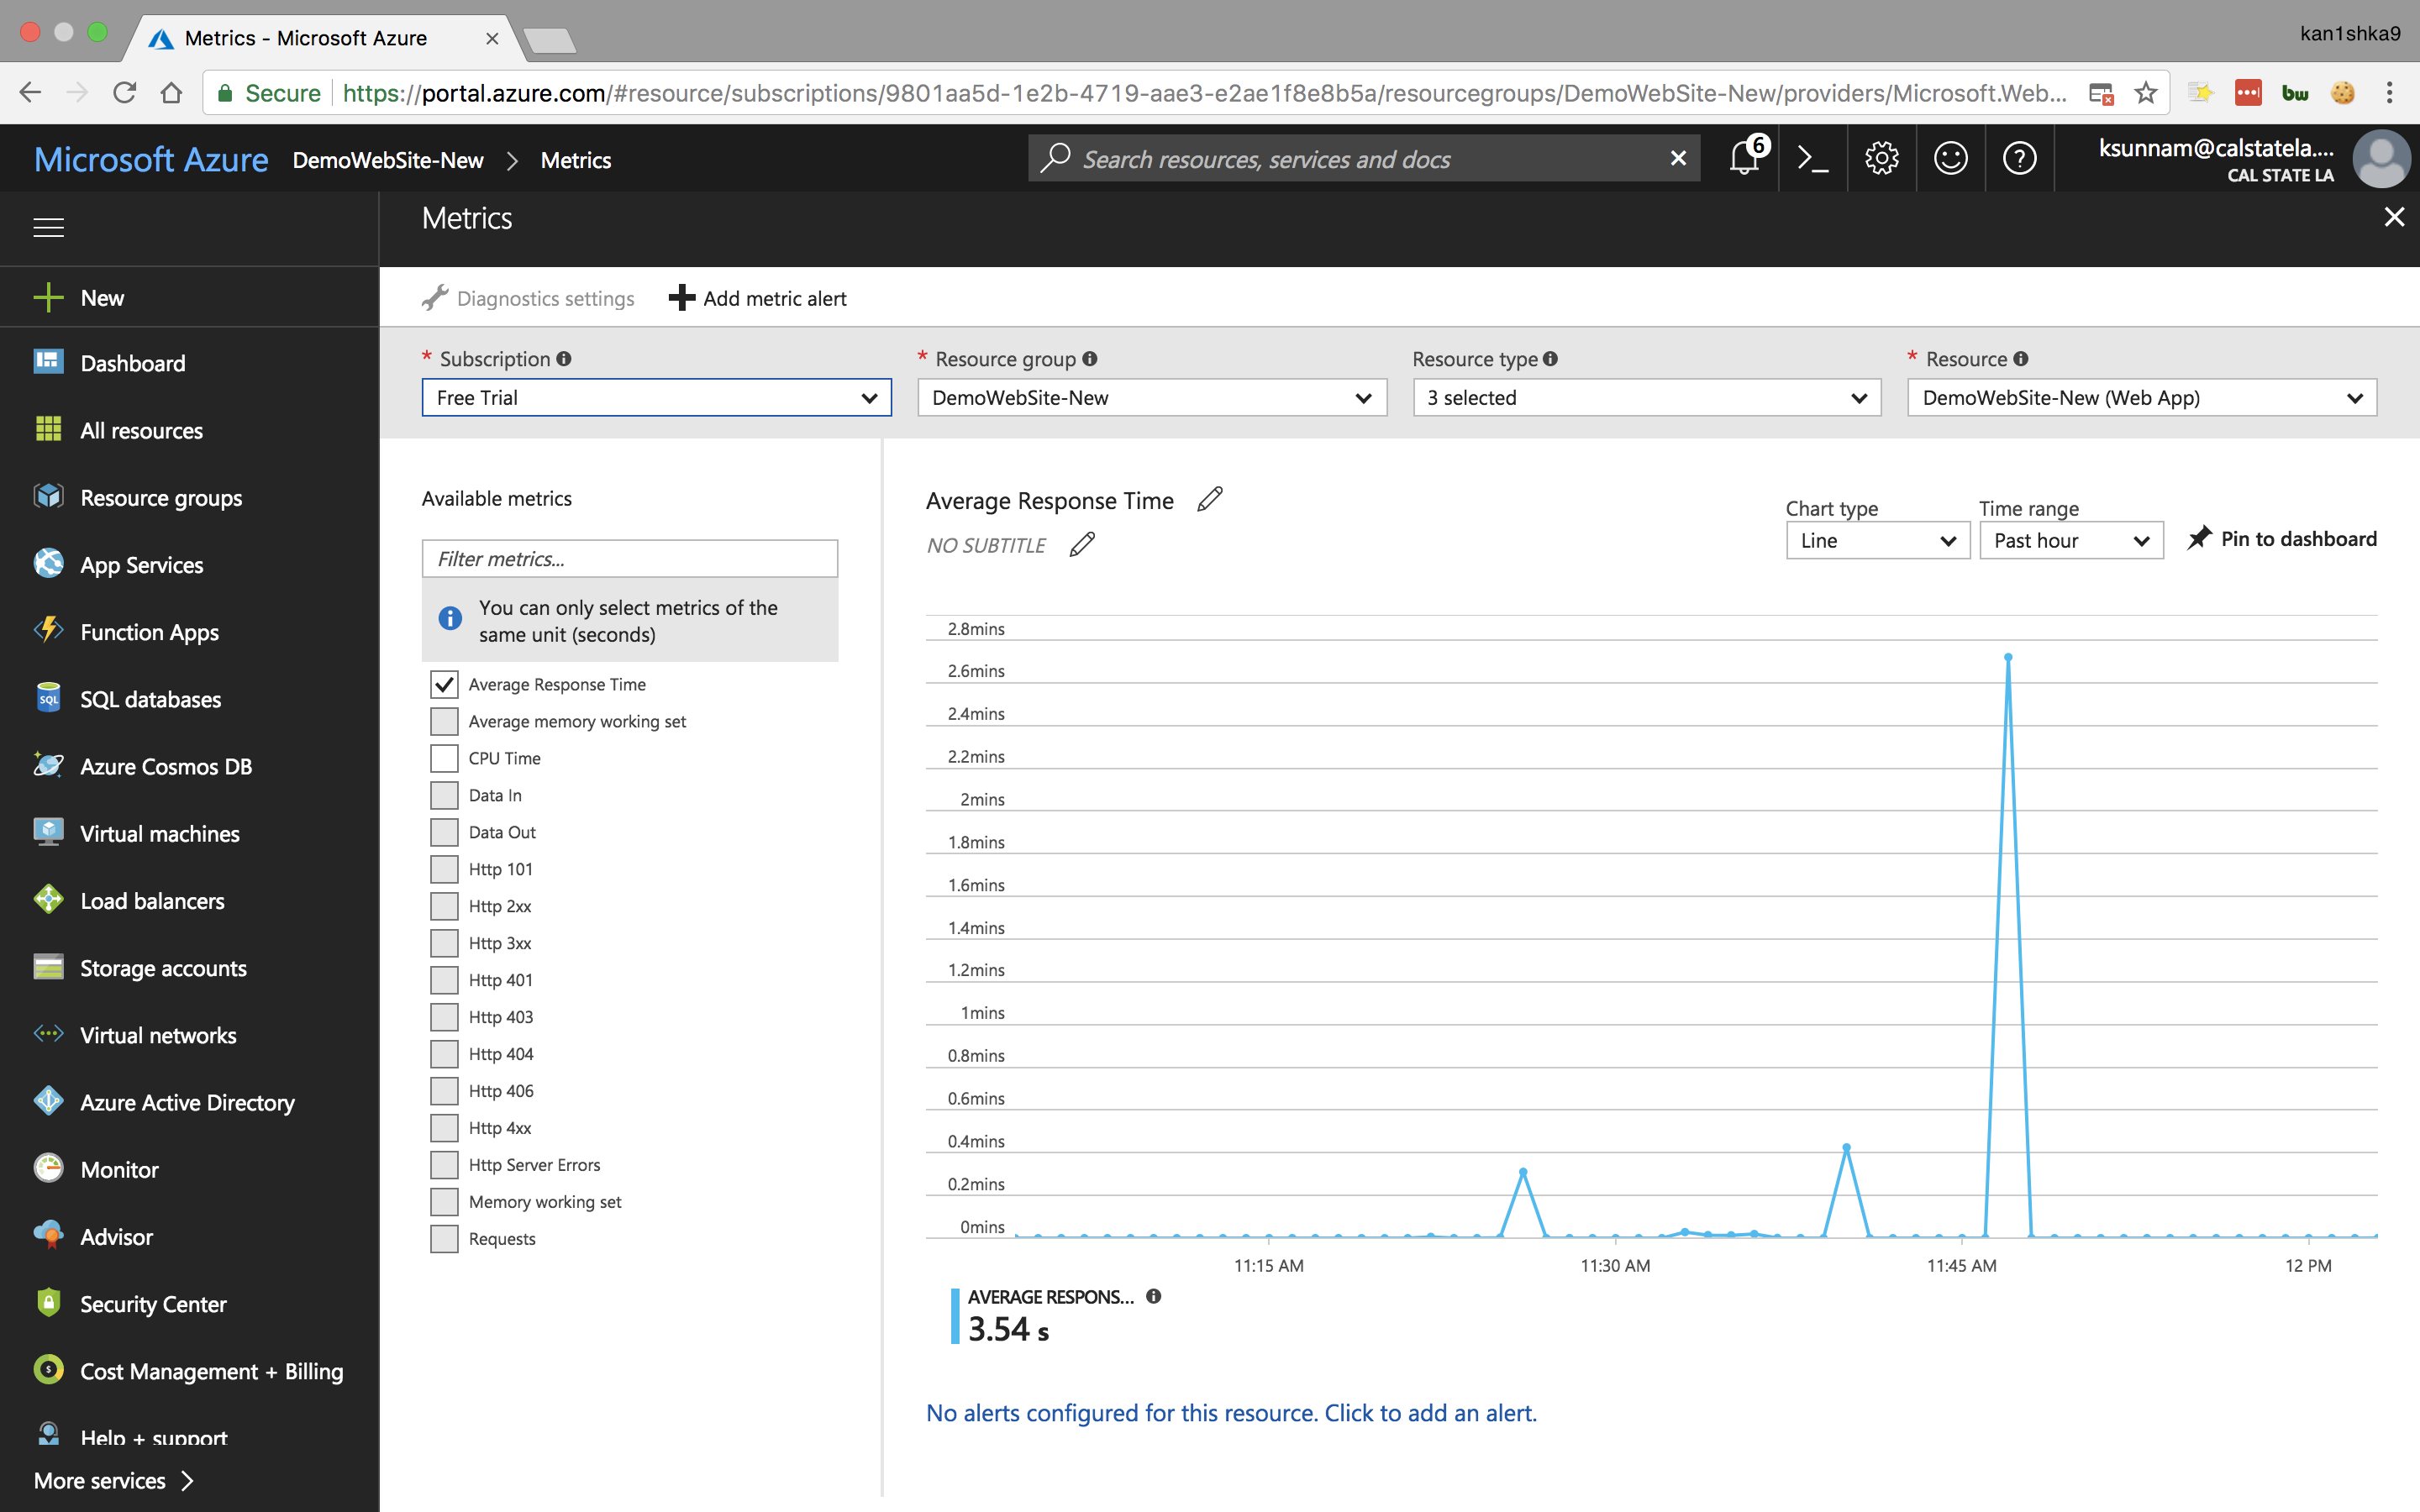 Metrics - Microsoft Azure
kan1shka9
Secure
https://portal.azure.com/#resource/subscriptions/9801aa5d-1e2b-4719-aae3-e2ae1f8e8b5a/resourcegroups/DemoWebSite-New/providers/Microsoft.Web...
bw
Microsoft Azure
DemoWebSite-New
Metrics
Search resources, services and docs
6
ksunnam@calstatela....
CAL STATE LA
Metrics
New
Dashboard
All resources
Resource groups
App Services
Function Apps
SQL
SQL databases
Azure Cosmos DB
Virtual machines
Load balancers
Storage accounts
Virtual networks
Azure Active Directory
Monitor
Advisor
Security Center
Cost Management + Billing
Help + support
More services
Diagnostics settings
Add metric alert
* Subscription
Free Trial
* Resource group
DemoWebSite-New
Resource type
3 selected
* Resource
DemoWebSite-New (Web App)
Available metrics
Filter metrics...
You can only select metrics of the
same unit (seconds)
Average Response Time
Average memory working set
CPU Time
Data In
Data Out
Http 101
Http 2xx
Http 3xx
Http 401
Http 403
Http 404
Http 406
Http 4xx
Http Server Errors
Memory working set
Requests
Average Response Time
NO SUBTITLE
Chart type
Line
Time range
Past hour
Pin to dashboard
2.8mins
2.6mins
2.4mins
2.2mins
2mins
1.8mins
1.6mins
1.4mins
1.2mins
1mins
0.8mins
0.6mins
0.4mins
0.2mins
0mins
11:15 AM
11:30 AM
11:45 AM
12 PM
AVERAGE RESPONS...
3.54 s
No alerts configured for this resource. Click to add an alert.